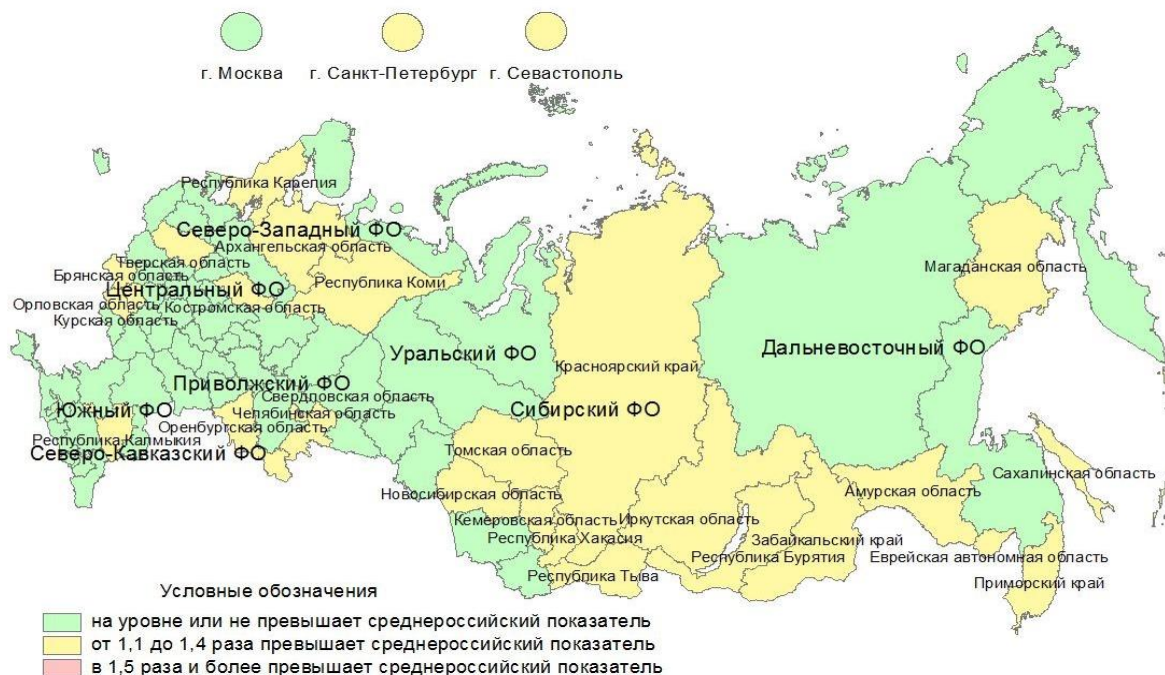 г. Москва
г. Санкт-Петербург
г. Севастополь
Республика Карелия
Северо-Западный ФО
Архангельская область
Тверская область
Брянская область
Республика Коми
Центральный ФО
Орловская область
Костромская область
Курская область
Магаданская область
Уральский ФО
Дальневосточный ФО
Красноярский край
Приволжский ФО
Свердловская область
Южный ФО
Челябинская область
Сибирский ФО
Оренбургская область
Республика Калмыкия
Северо-Кавказский ФО
Томская область
Сахалинская область
Новосибирская область
Амурская область
Кемеровская область
Иркутская область
Республика Хакасия
Забайкальский край
Республика Бурятия
Еврейская автономная область
Республика Тыва
Приморский край
Условные обозначения
на уровне или не превышает среднероссийский показатель
от 1,1 до 1,4 раза превышает среднероссийский показатель
в 1,5 раза и более превышает среднероссийский показатель